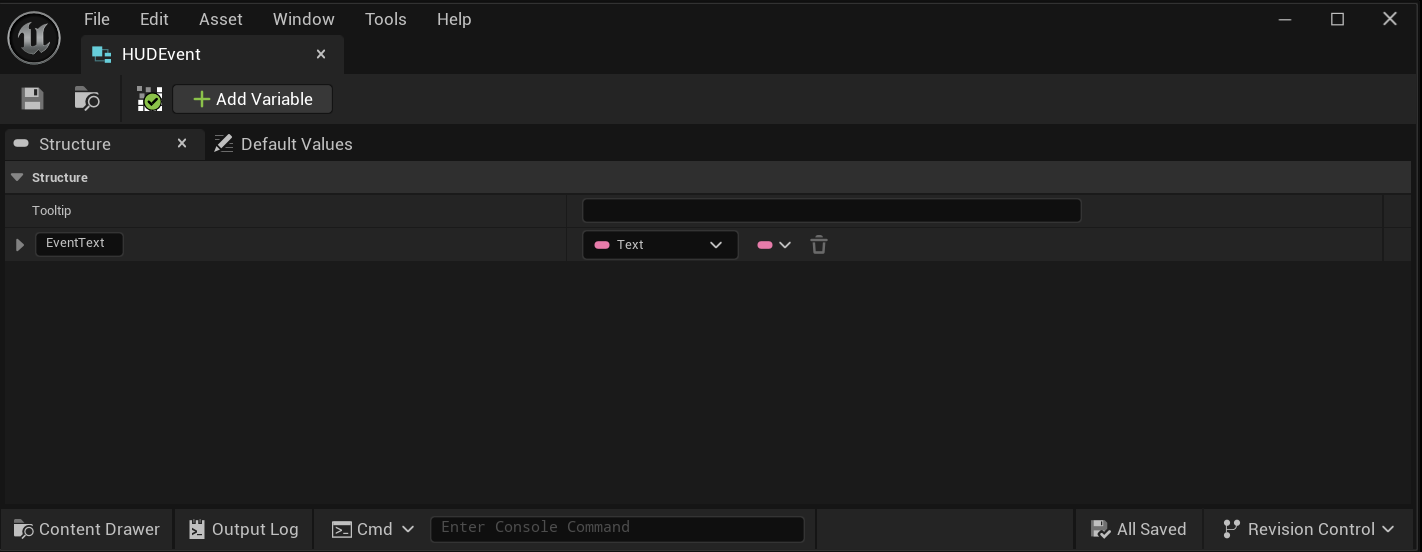 File Edit Asset Window Tools Help
HUDEvent
Add Variable
Structure Default Values
Structure
Tooltip
EventText Text
Content Drawer Output Log Cmd Enter Console Command All Saved Revision Control